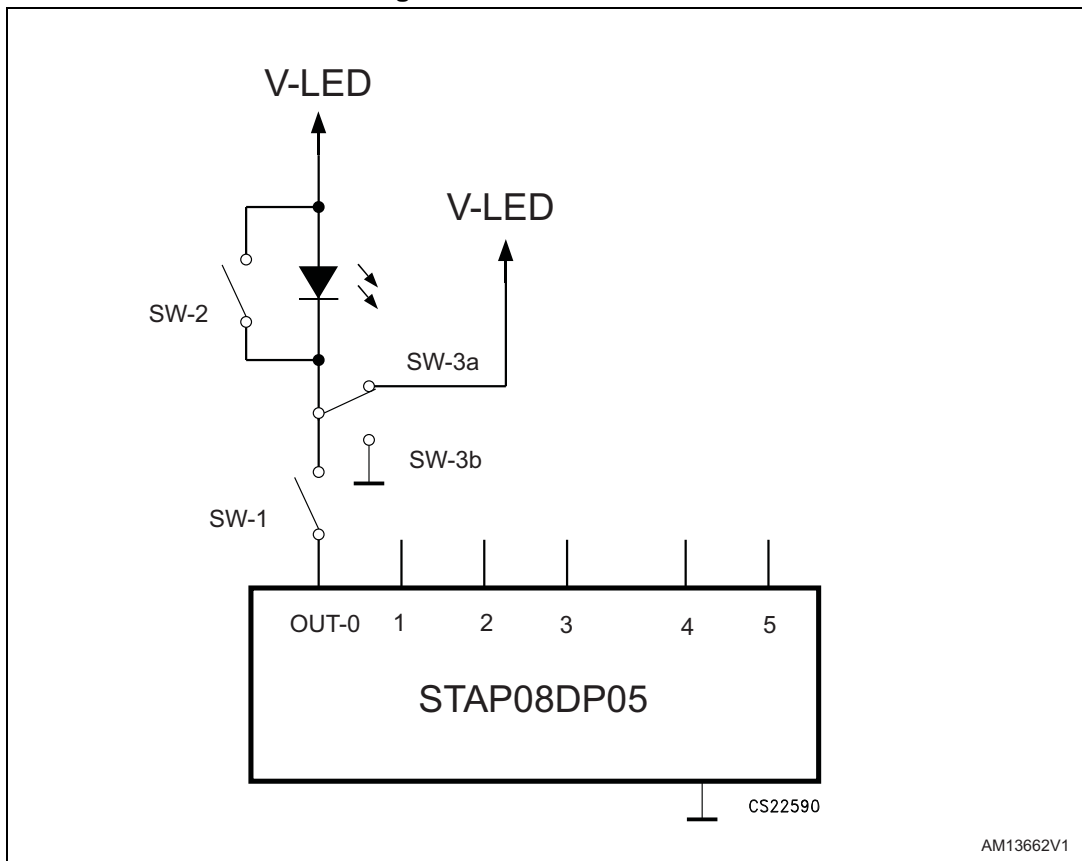 V-LED
V-LED
SW-2
SW-3a
SW-3b
SW-1
OUT-0 1 2 3 4 5
STAP08DP05
CS22590
AM13662V1